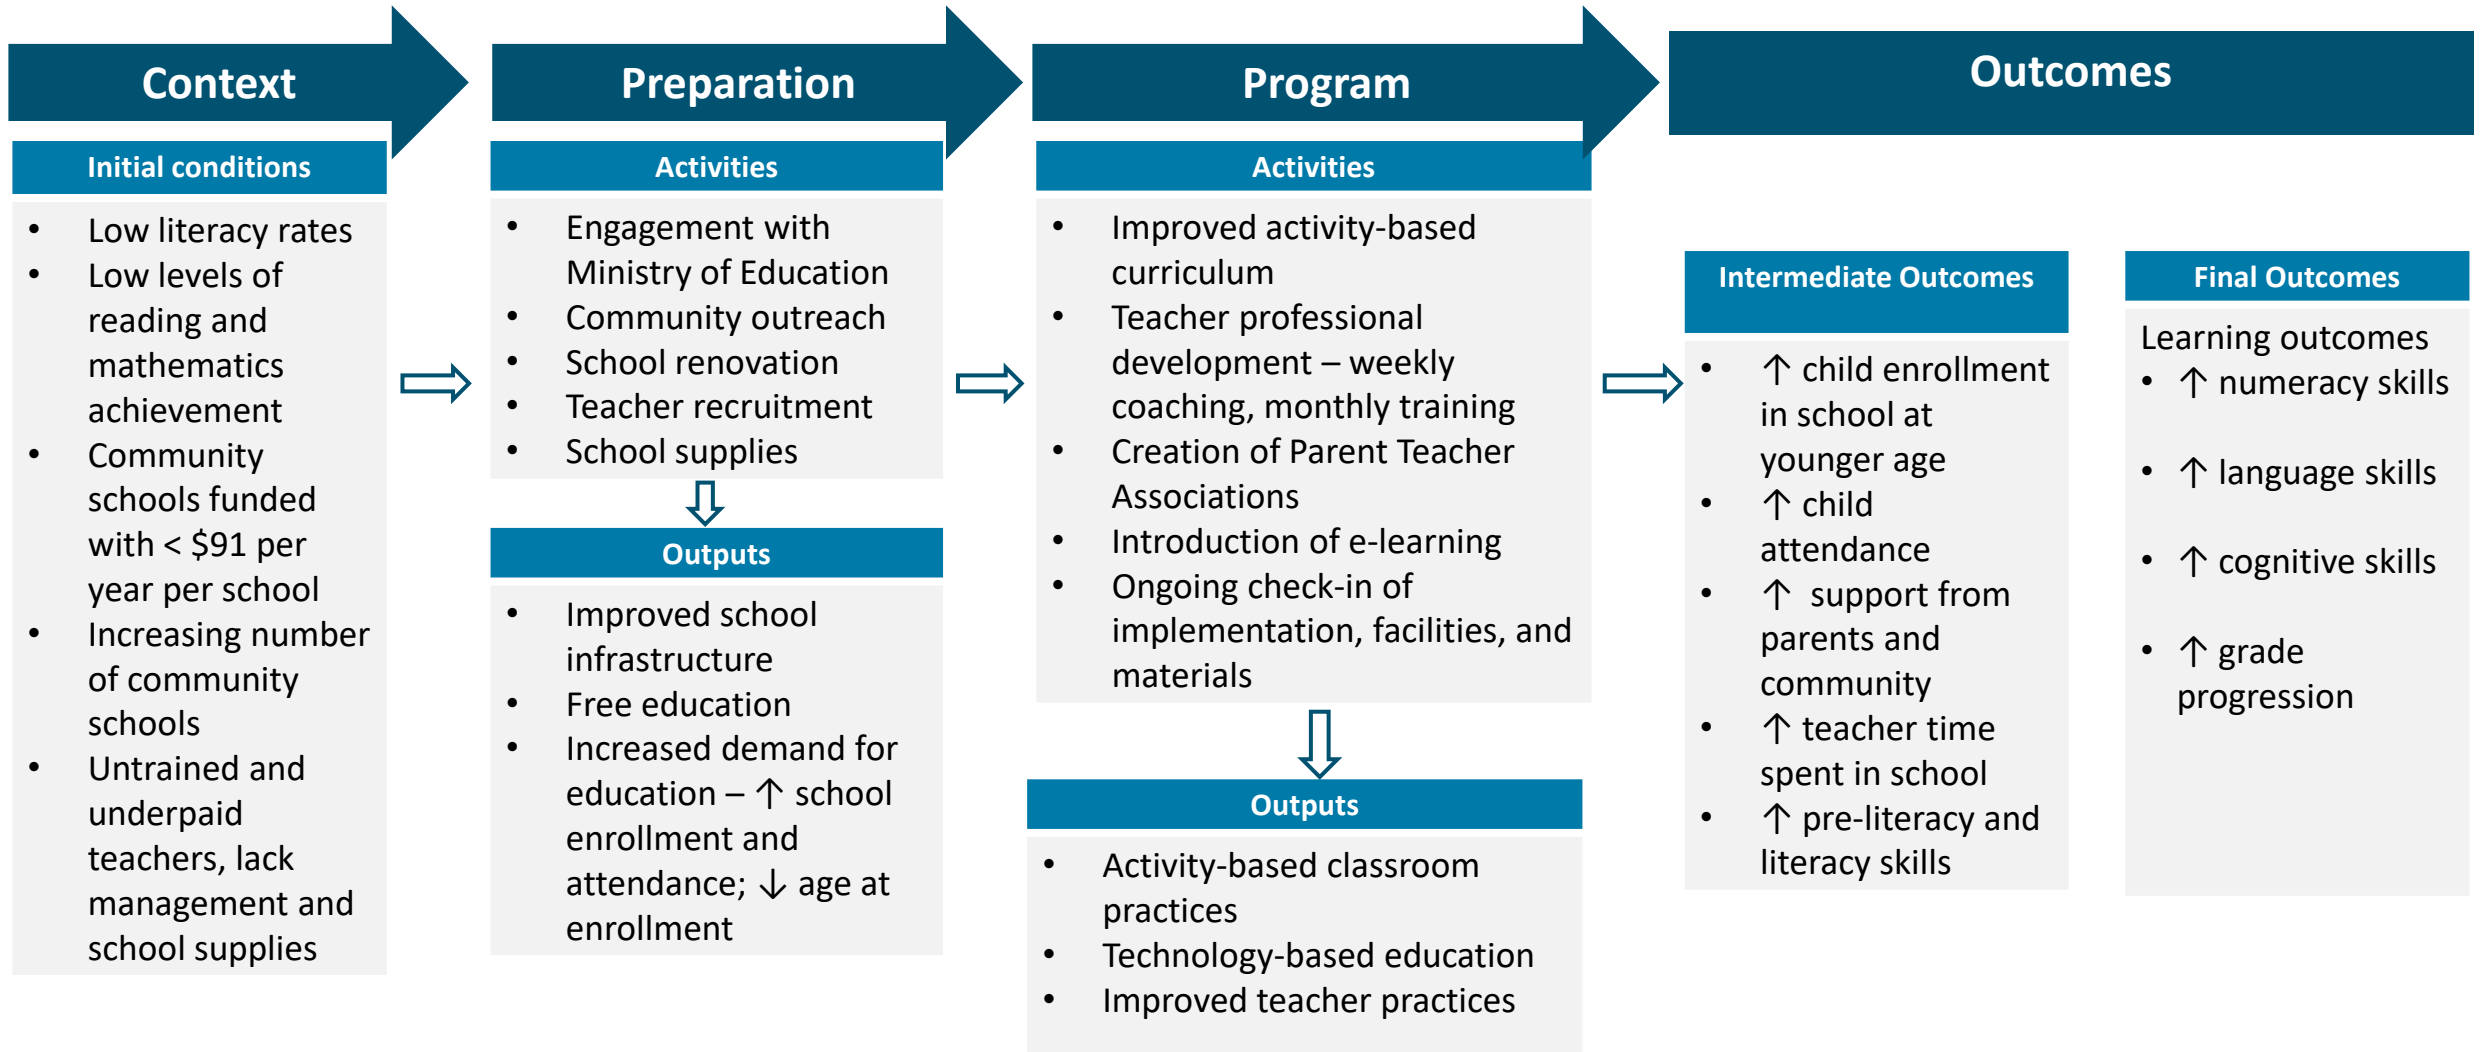 Context
Initial conditions
• Low literacy rates
• Low levels of
reading and
mathematics
achievement
• Community
schools funded
with < $91 per
year per school
• Increasing number
of community
schools
• Untrained and
underpaid
teachers, lack
management and
school supplies
Preparation
Activities
• Engagement with
Ministry of Education
• Community outreach
• School renovation
• Teacher recruitment
• School supplies
Outputs
• Improved school
infrastructure
• Free education
• Increased demand for
education – ↑ school
enrollment and
attendance; ↓ age at
enrollment
Program
Activities
• Improved activity-based
curriculum
• Teacher professional
development – weekly
coaching, monthly training
• Creation of Parent Teacher
Associations
• Introduction of e-learning
• Ongoing check-in of
implementation, facilities, and
materials
Outputs
• Activity-based classroom
practices
• Technology-based education
• Improved teacher practices
Outcomes
Intermediate Outcomes
• ↑ child enrollment
in school at
younger age
• ↑ child
attendance
• ↑ support from
parents and
community
• ↑ teacher time
spent in school
• ↑ pre-literacy and
literacy skills
Final Outcomes
Learning outcomes
• ↑ numeracy skills
• ↑ language skills
• ↑ cognitive skills
• ↑ grade
progression